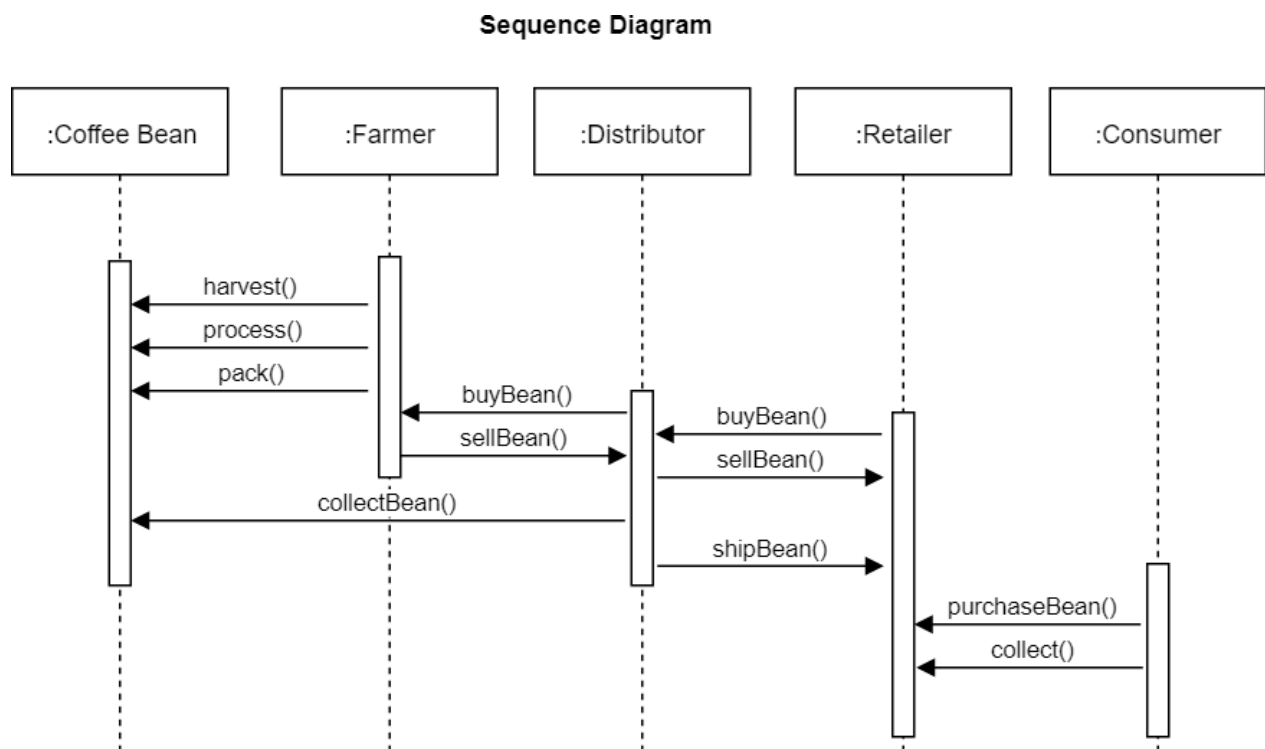 Sequence Diagram
:Coffee Bean
:Farmer
:Distributor
:Retailer
:Consumer
harvest()
process()
pack()
buyBean()
buyBean()
sellBean()
sellBean()
collectBean()
shipBean()
purchaseBean()
collect()